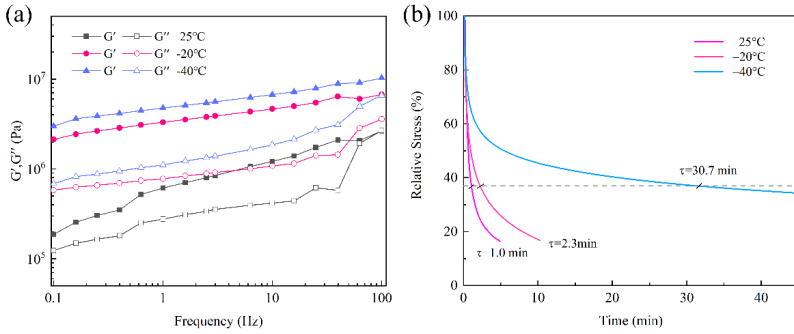 (a)
G′ G″ 25°C
G′ G″ -20°C
G′ G″ -40°C
10⁷
10⁶
10⁵
G′,G″ (Pa)
0.1 1 10 100
Frequency (Hz)
(b)
100
80
60
40
20
0
Relative Stress (%)
25°C
−20°C
−40°C
τ=30.7 min
τ=2.3min
τ=1.0 min
0 10 20 30 40
Time (min)